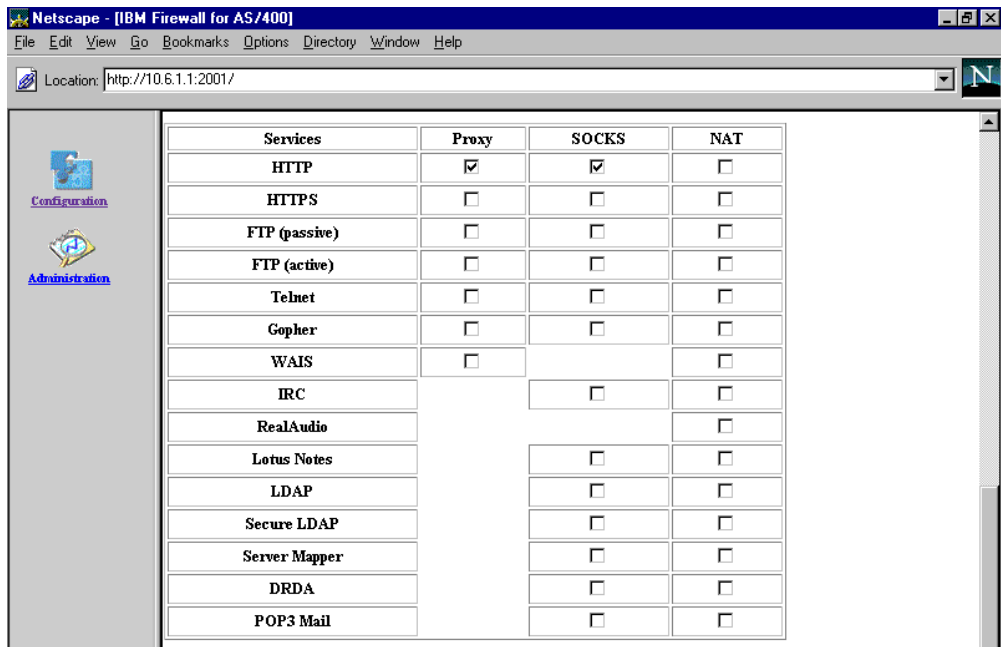 Netscape - [IBM Firewall for AS/400]
File Edit View Go Bookmarks Options Directory Window Help
Location: http://10.6.1.1:2001/
N
Configuration
Administration
Services Proxy SOCKS NAT
HTTP
HTTPS
FTP (passive)
FTP (active)
Telnet
Gopher
WAIS
IRC
RealAudio
Lotus Notes
LDAP
Secure LDAP
Server Mapper
DRDA
POP3 Mail